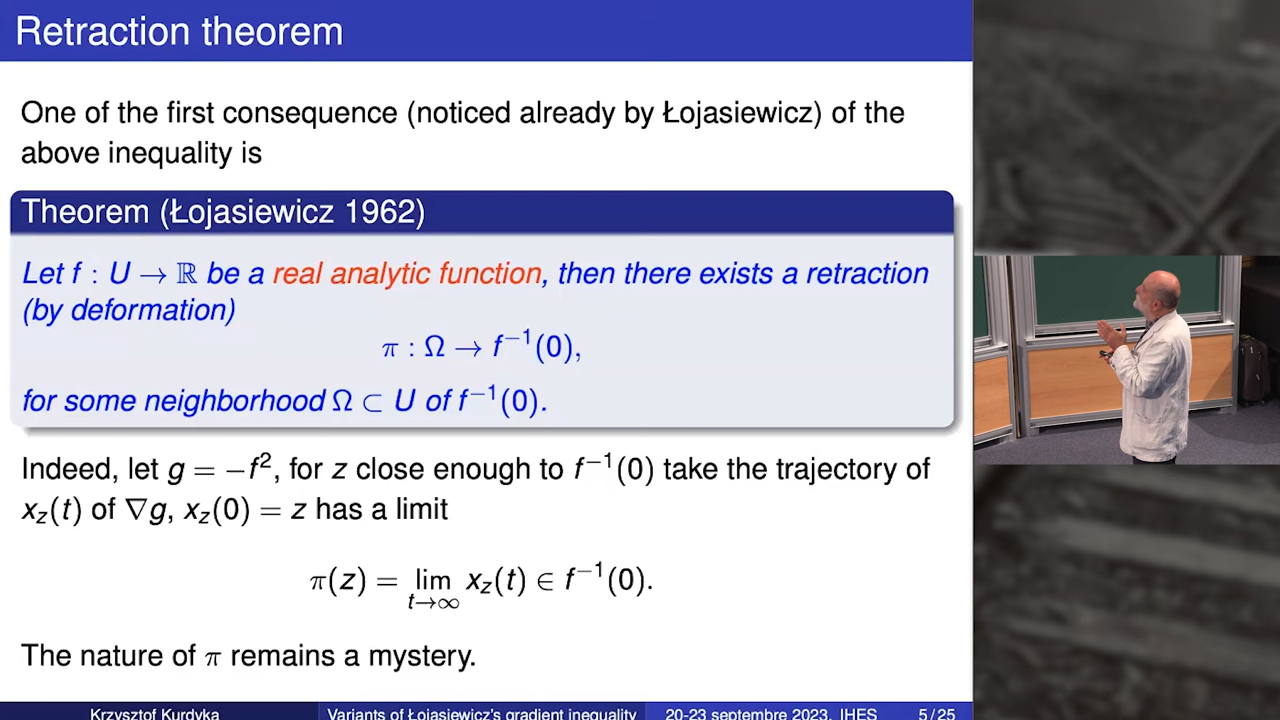 Retraction theorem
One of the first consequence (noticed already by Łojasiewicz) of the
above inequality is
Theorem (Łojasiewicz 1962)
Let f : U → ℝ be a real analytic function, then there exists a retraction
(by deformation)
π : Ω → f⁻¹(0),
for some neighborhood Ω ⊂ U of f⁻¹(0).
Indeed, let g = −f², for z close enough to f⁻¹(0) take the trajectory of
x_z(t) of ∇g, x_z(0) = z has a limit
π(z) = lim_{t→∞} x_z(t) ∈ f⁻¹(0).
The nature of π remains a mystery.
Krzysztof Kurdyka Variants of Łojasiewicz's gradient inequality 20-23 septembre 2023, IHES 5 / 25